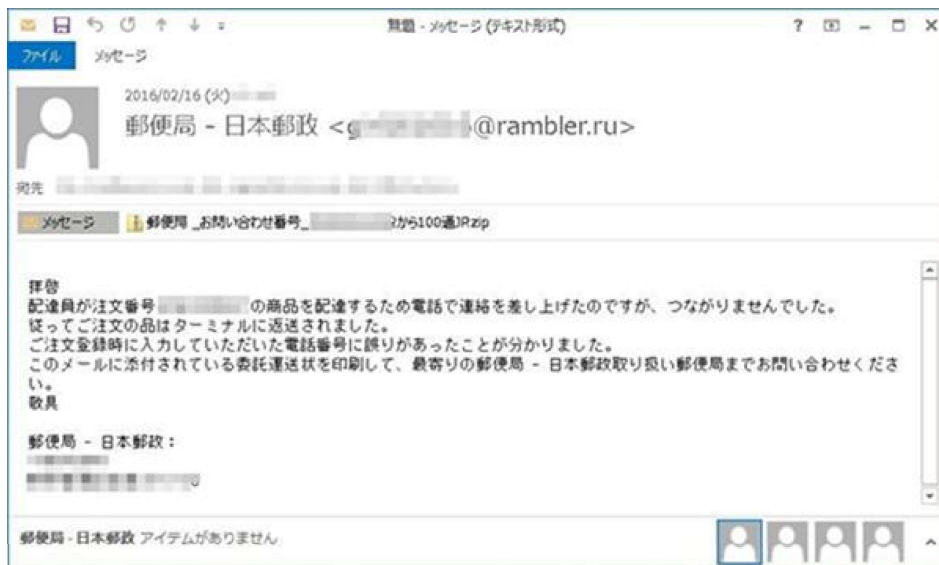 無題 - メッセージ (テキスト形式)
ファイル メッセージ
2016/02/16 (火)
郵便局 - 日本郵政 <g @rambler.ru>
宛先
メッセージ 郵便局 _お問い合わせ番号_ から100通JRzip
拝啓
配達員が注文番号 の商品を配達するため電話で連絡を差し上げたのですが、つながりませんでした。
従ってご注文の品はターミナルに返送されました。
ご注文登録時に入力していただいた電話番号に誤りがあったことが分かりました。
このメールに添付されている委託運送状を印刷して、最寄りの郵便局 - 日本郵政取り扱い郵便局までお問い合わせくださ
い。
敬具
郵便局 - 日本郵政：
郵便局 - 日本郵政 アイテムがありません